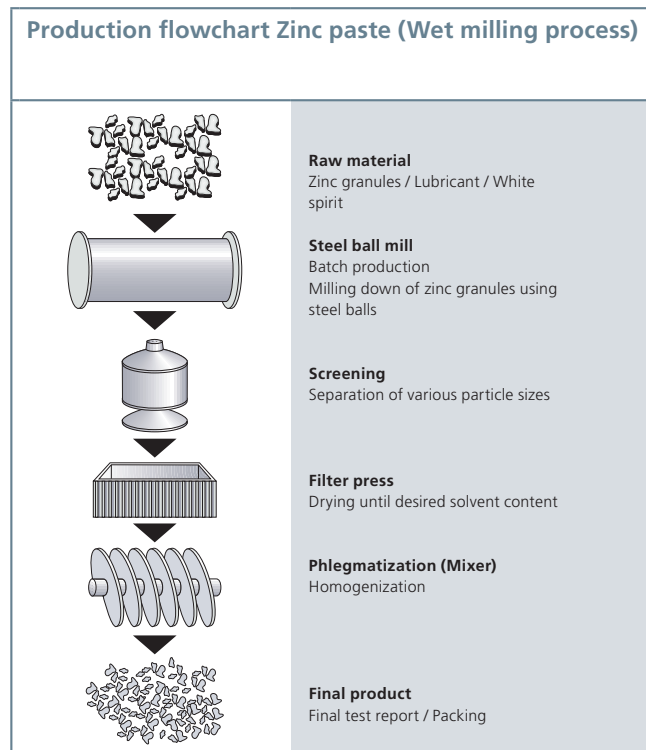 Production flowchart Zinc paste (Wet milling process)
Raw material
Zinc granules / Lubricant / White
spirit
Steel ball mill
Batch production
Milling down of zinc granules using
steel balls
Screening
Separation of various particle sizes
Filter press
Drying until desired solvent content
Phlegmatization (Mixer)
Homogenization
Final product
Final test report / Packing